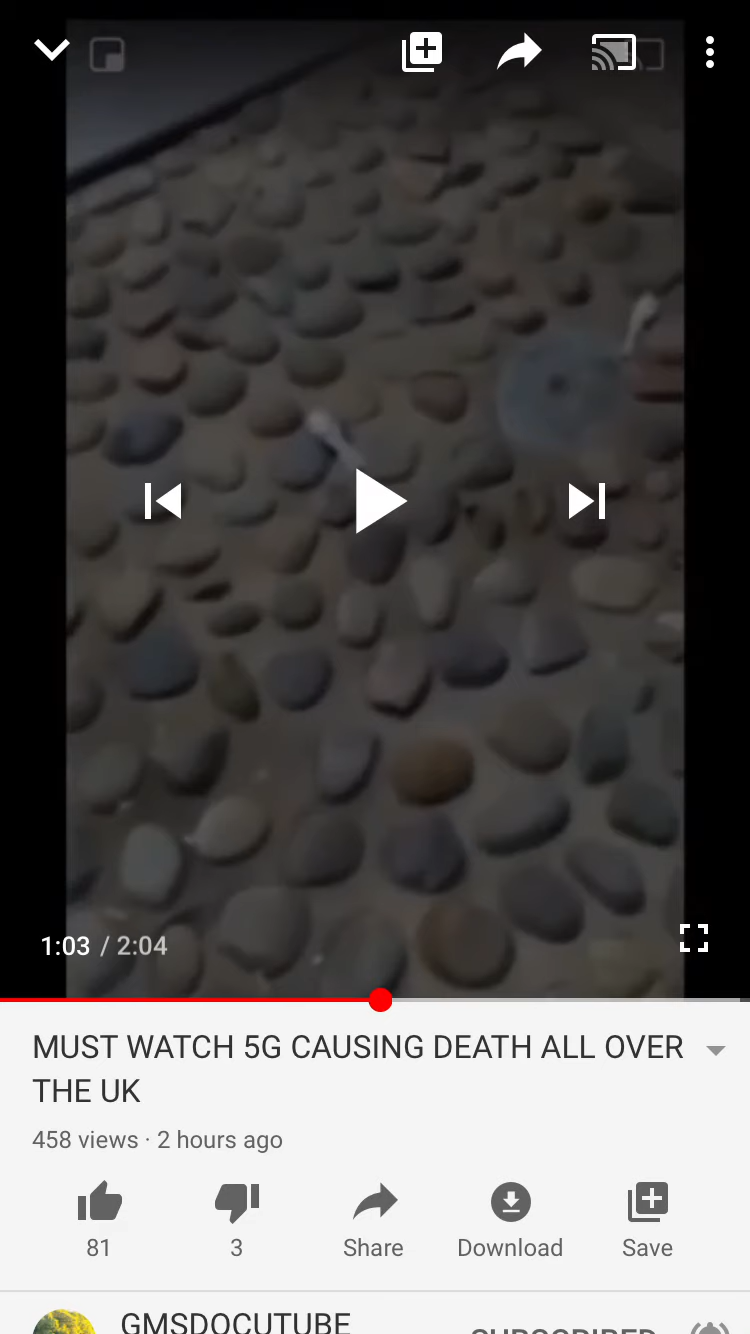 1:03 / 2:04
MUST WATCH 5G CAUSING DEATH ALL OVER
THE UK
458 views · 2 hours ago
81
3
Share
Download
Save
GMSDOCUTUBE
SUBSCRIBED